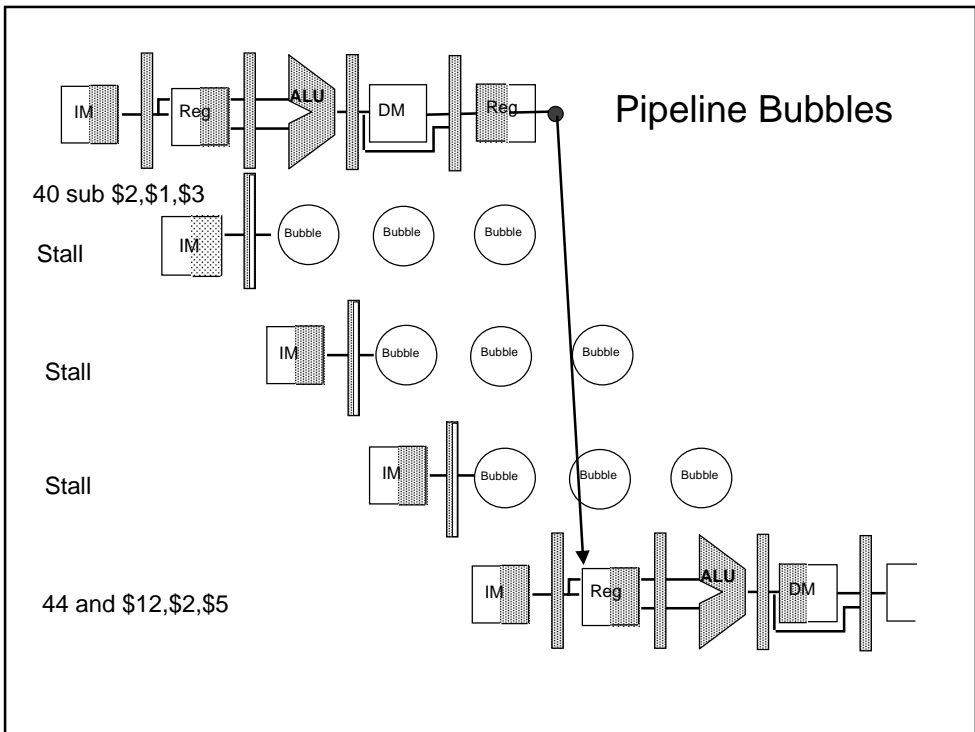 Pipeline Bubbles
IM Reg ALU DM Reg
40 sub $2,$1,$3
IM Bubble Bubble Bubble
Stall
IM Bubble Bubble Bubble
Stall
IM Bubble Bubble Bubble
Stall
IM Reg ALU DM
44 and $12,$2,$5